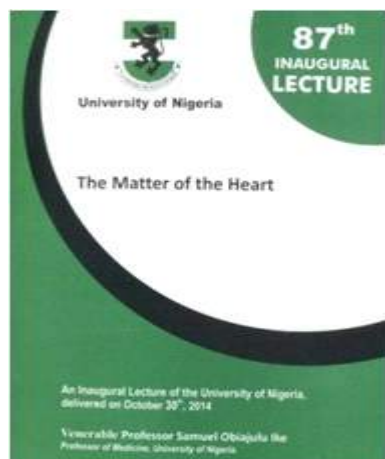 87th
INAUGURAL
LECTURE
University of Nigeria
The Matter of the Heart
An Inaugural Lecture of the University of Nigeria,
delivered on October 30th, 2014
Venerable Professor Samuel Obiajulu Ike
Professor of Medicine, University of Nigeria